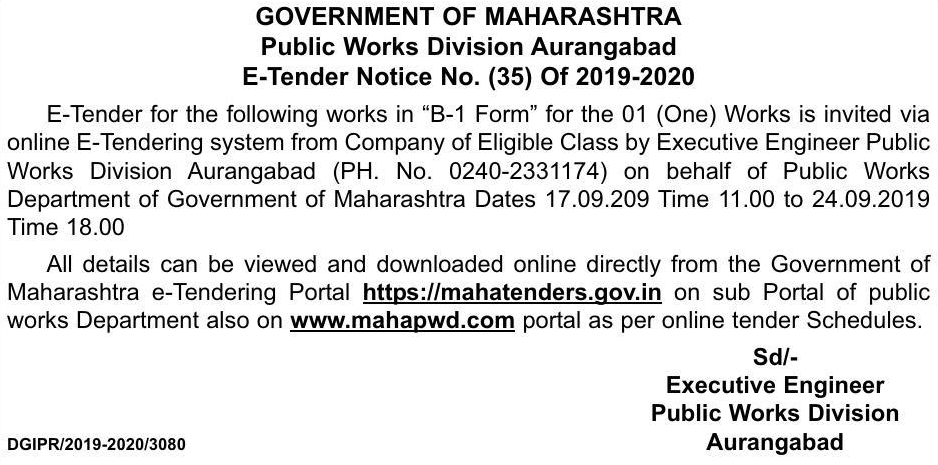 GOVERNMENT OF MAHARASHTRA
Public Works Division Aurangabad
E-Tender Notice No. (35) Of 2019-2020
E-Tender for the following works in “B-1 Form” for the 01 (One) Works is invited via
online E-Tendering system from Company of Eligible Class by Executive Engineer Public
Works Division Aurangabad (PH. No. 0240-2331174) on behalf of Public Works
Department of Government of Maharashtra Dates 17.09.209 Time 11.00 to 24.09.2019
Time 18.00
All details can be viewed and downloaded online directly from the Government of
Maharashtra e-Tendering Portal https://mahatenders.gov.in on sub Portal of public
works Department also on www.mahapwd.com portal as per online tender Schedules.
Sd/-
Executive Engineer
Public Works Division
Aurangabad
DGIPR/2019-2020/3080